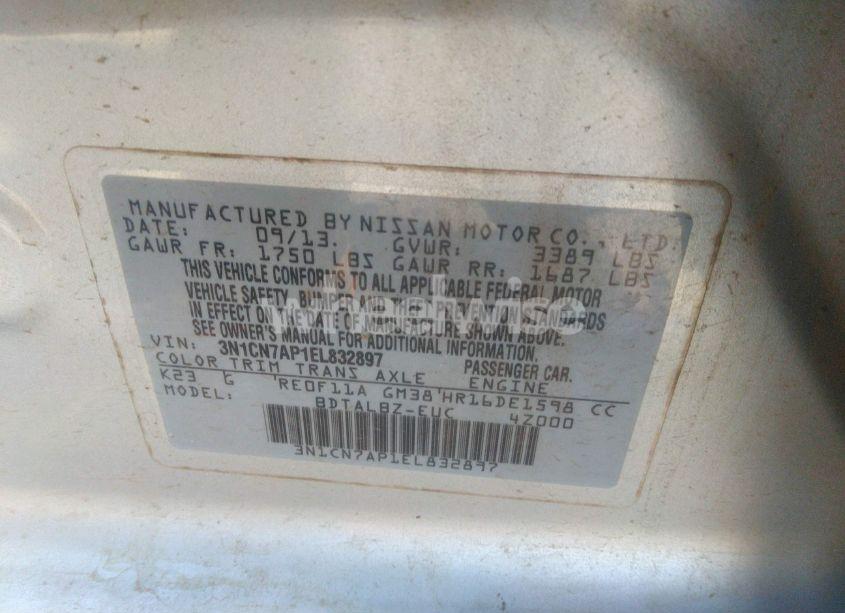 MANUFACTURED BY NISSAN MOTOR CO., LTD.
DATE: 09/13. GVWR: 3389 LBS
GAWR FR: 1750 LBS GAWR RR: 1687 LBS
THIS VEHICLE CONFORMS TO ALL APPLICABLE FEDERAL MOTOR
VEHICLE SAFETY, BUMPER AND THEFT PREVENTION STANDARDS
IN EFFECT ON THE DATE OF MANUFACTURE SHOWN ABOVE.
SEE OWNER'S MANUAL FOR ADDITIONAL INFORMATION.
VIN: 3N1CN7AP1EL832897 PASSENGER CAR.
COLOR TRIM TRANS AXLE ENGINE
K23 G RE0F11A GM38 HR16DE1598 CC
MODEL: BDTALBZ-EUC 4Z000
3N1CN7AP1EL832897